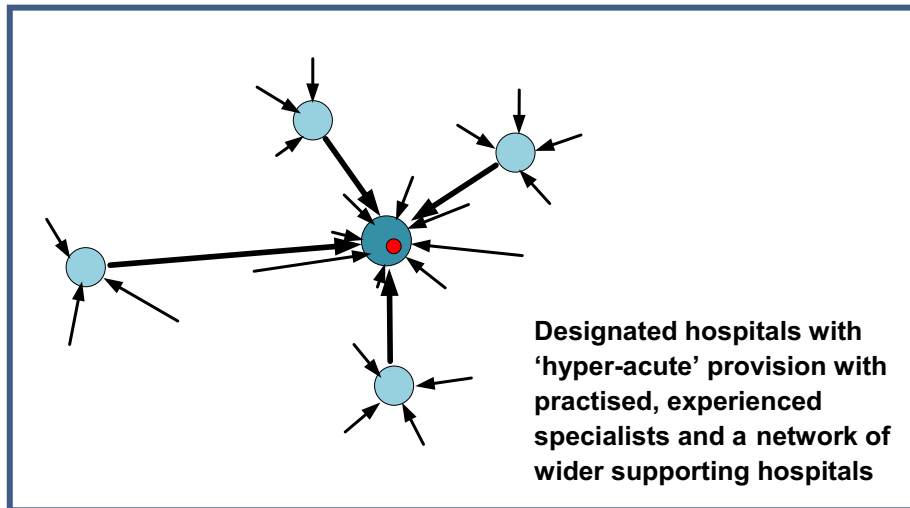 Designated hospitals with
‘hyper-acute’ provision with
practised, experienced
specialists and a network of
wider supporting hospitals